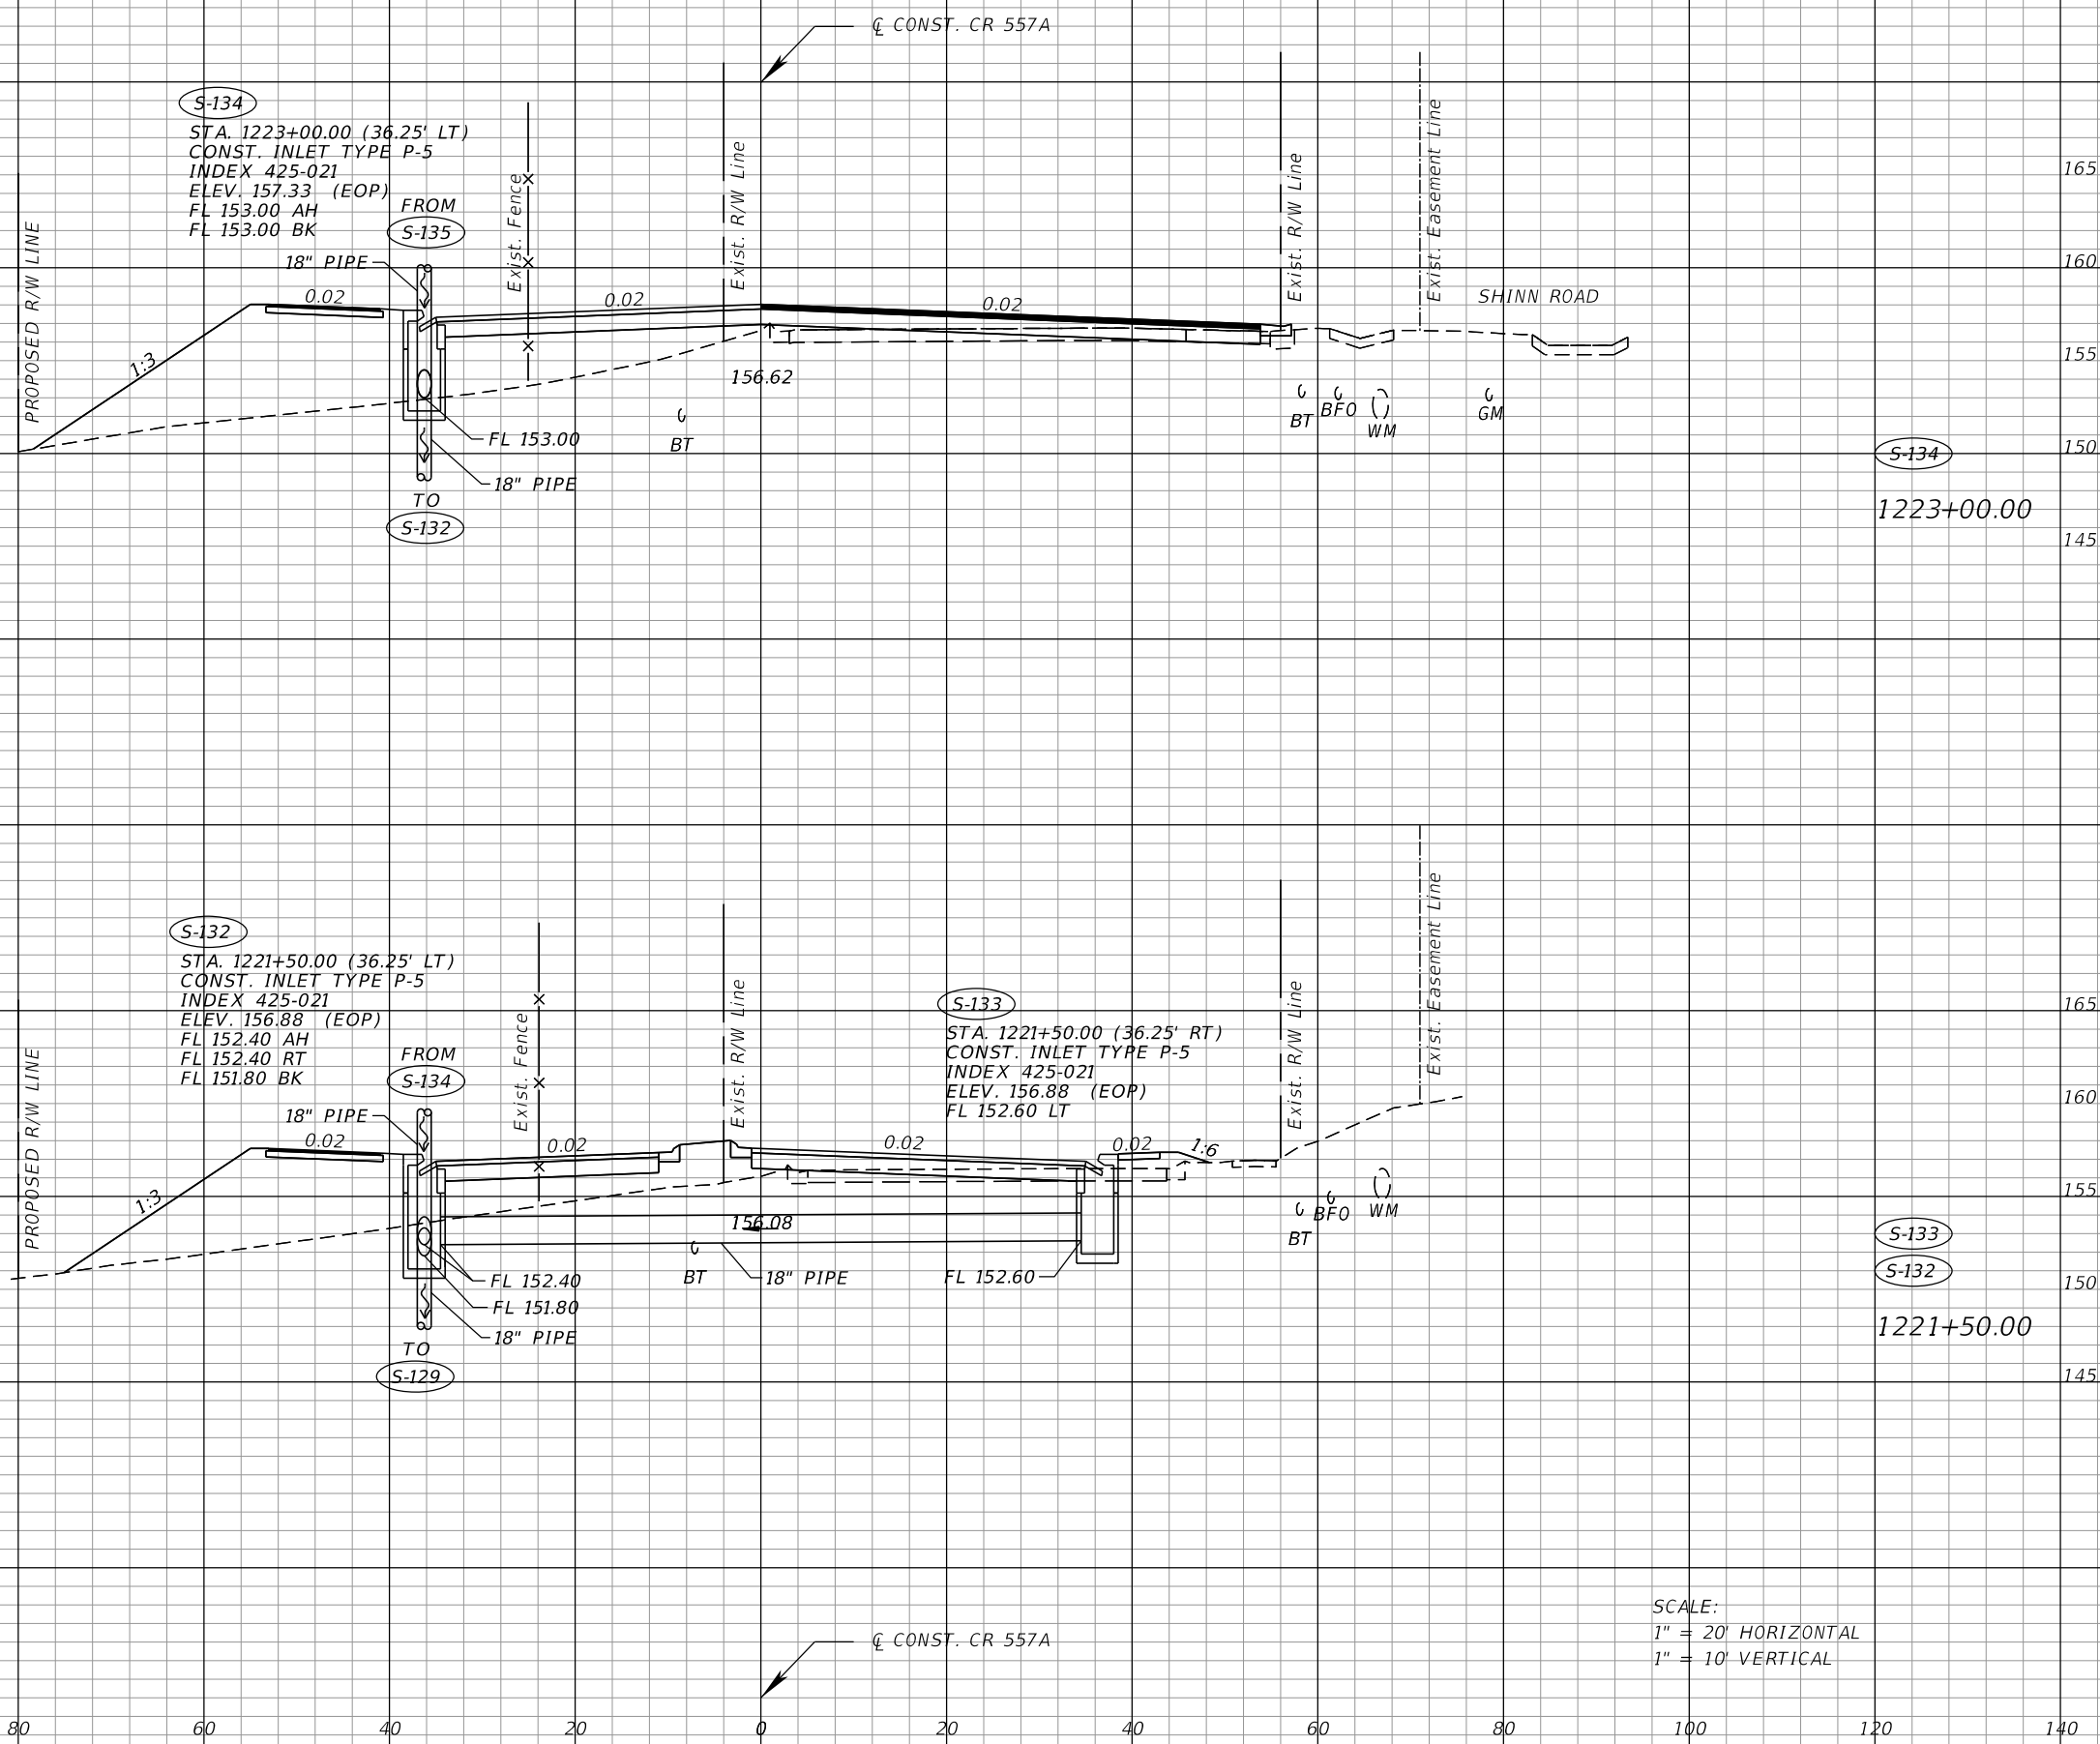 ℄ CONST. CR 557A
S-134
STA. 1223+00.00 (36.25' LT)
CONST. INLET TYPE P-5
INDEX 425-021
ELEV. 157.33 (EOP)
FL 153.00 AH
FL 153.00 BK
FROM
S-135
18" PIPE
PROPOSED R/W LINE
Exist. Fence
Exist. R/W Line
Exist. R/W Line
Exist. Easement Line
SHINN ROAD
0.02
0.02
0.02
1:3
156.62
BT
FL 153.00
18" PIPE
TO
S-132
BT
BFO
WM
GM
S-134
1223+00.00
165
160
155
150
145
S-132
STA. 1221+50.00 (36.25' LT)
CONST. INLET TYPE P-5
INDEX 425-021
ELEV. 156.88 (EOP)
FL 152.40 AH
FL 152.40 RT
FL 151.80 BK
FROM
S-134
18" PIPE
PROPOSED R/W LINE
Exist. Fence
Exist. R/W Line
S-133
STA. 1221+50.00 (36.25' RT)
CONST. INLET TYPE P-5
INDEX 425-021
ELEV. 156.88 (EOP)
FL 152.60 LT
Exist. R/W Line
Exist. Easement Line
0.02
0.02
0.02
0.02
1:6
1:3
156.08
BT
18" PIPE
FL 152.60
FL 152.40
FL 151.80
18" PIPE
TO
S-129
BT
BFO
WM
S-133
S-132
1221+50.00
165
160
155
150
145
℄ CONST. CR 557A
SCALE:
1" = 20' HORIZONTAL
1" = 10' VERTICAL
80 60 40 20 0 20 40 60 80 100 120 140